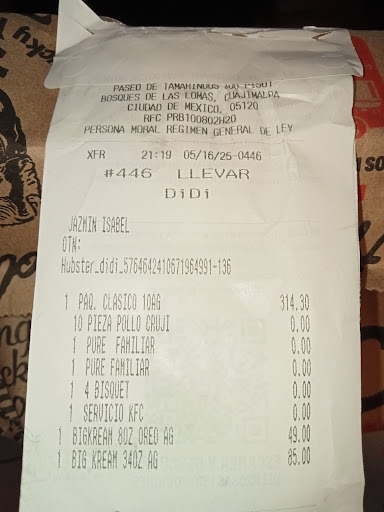 PASEO DE TAMARINDOS 100 PISO1
BOSQUES DE LAS LOMAS, CUAJIMALPA
CIUDAD DE MEXICO, 05120
RFC PRB100802H20
PERSONA MORAL REGIMEN GENERAL DE LEY
XFR 21:19 05/16/25-0446
#446 LLEVAR
DiDi
JAZMIN ISABEL
OTN:
Hubster_didi_5764642410671964991-136
1 PAQ. CLASICO 10AG 314.30
10 PIEZA POLLO CRUJI 0.00
1 PURE FAMILIAR 0.00
1 PURE FAMILIAR 0.00
1 4 BISQUET 0.00
1 SERVICIO KFC 0.00
1 BIGKREAM 8OZ OREO AG 49.00
1 BIG KREAM 34OZ AG 85.00